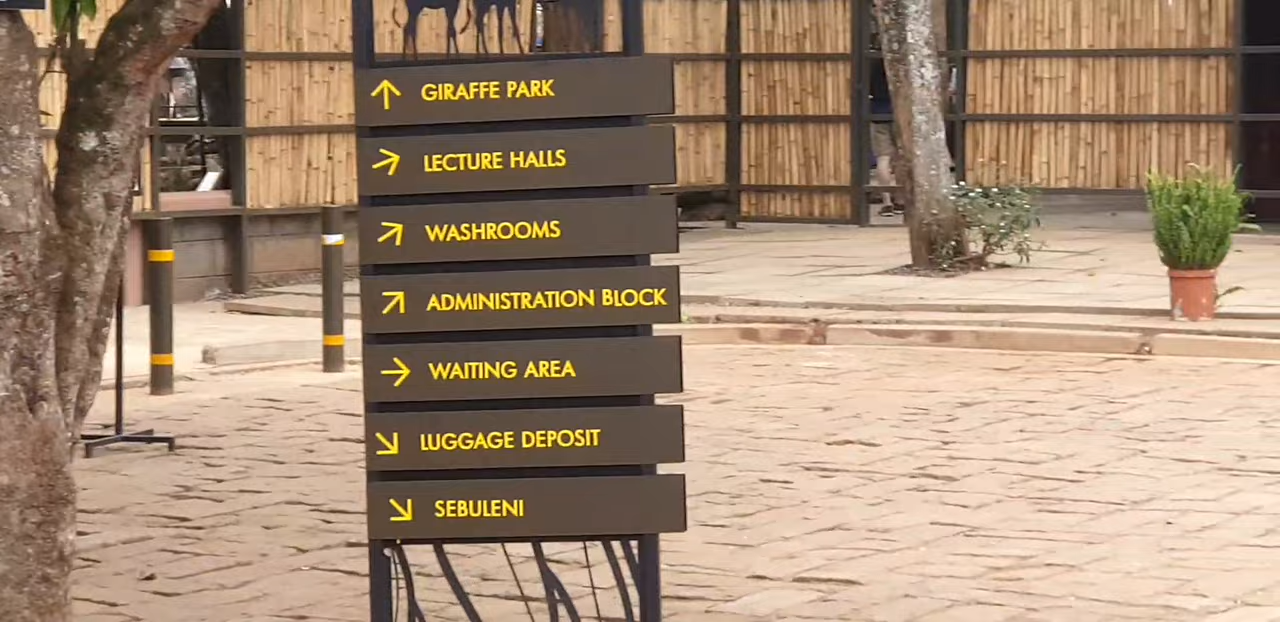 GIRAFFE PARK
LECTURE HALLS
WASHROOMS
ADMINISTRATION BLOCK
WAITING AREA
LUGGAGE DEPOSIT
SEBULENI